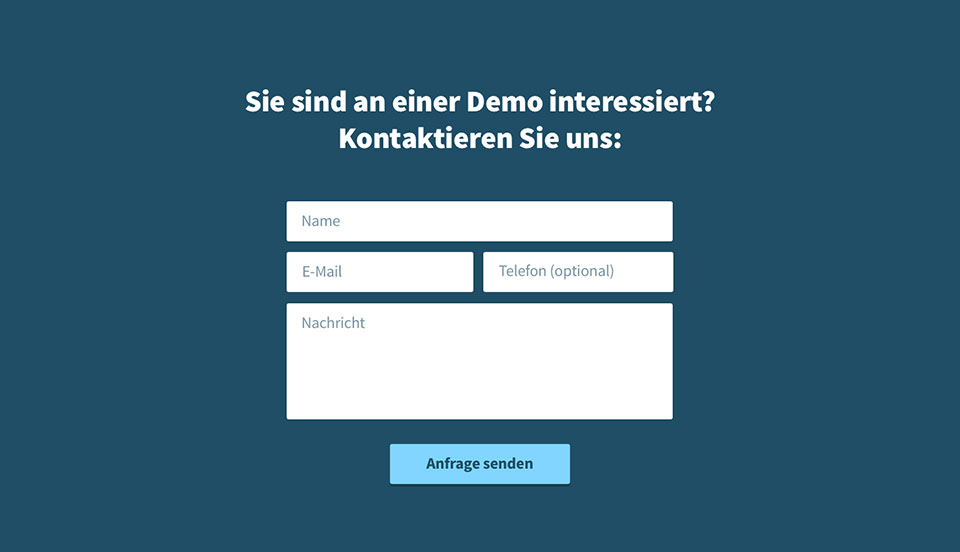 Sie sind an einer Demo interessiert?
Kontaktieren Sie uns:
Name
E-Mail
Telefon (optional)
Nachricht
Anfrage senden